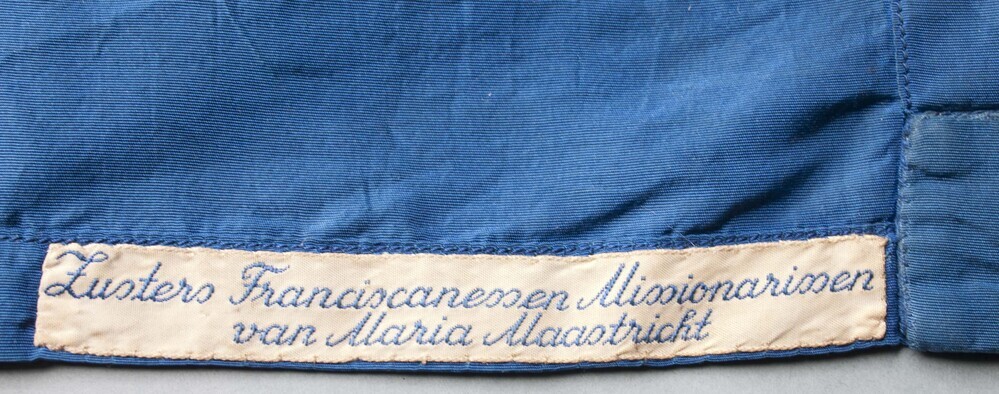 Zusters Franciscanessen Missionarissen
van Maria Maastricht